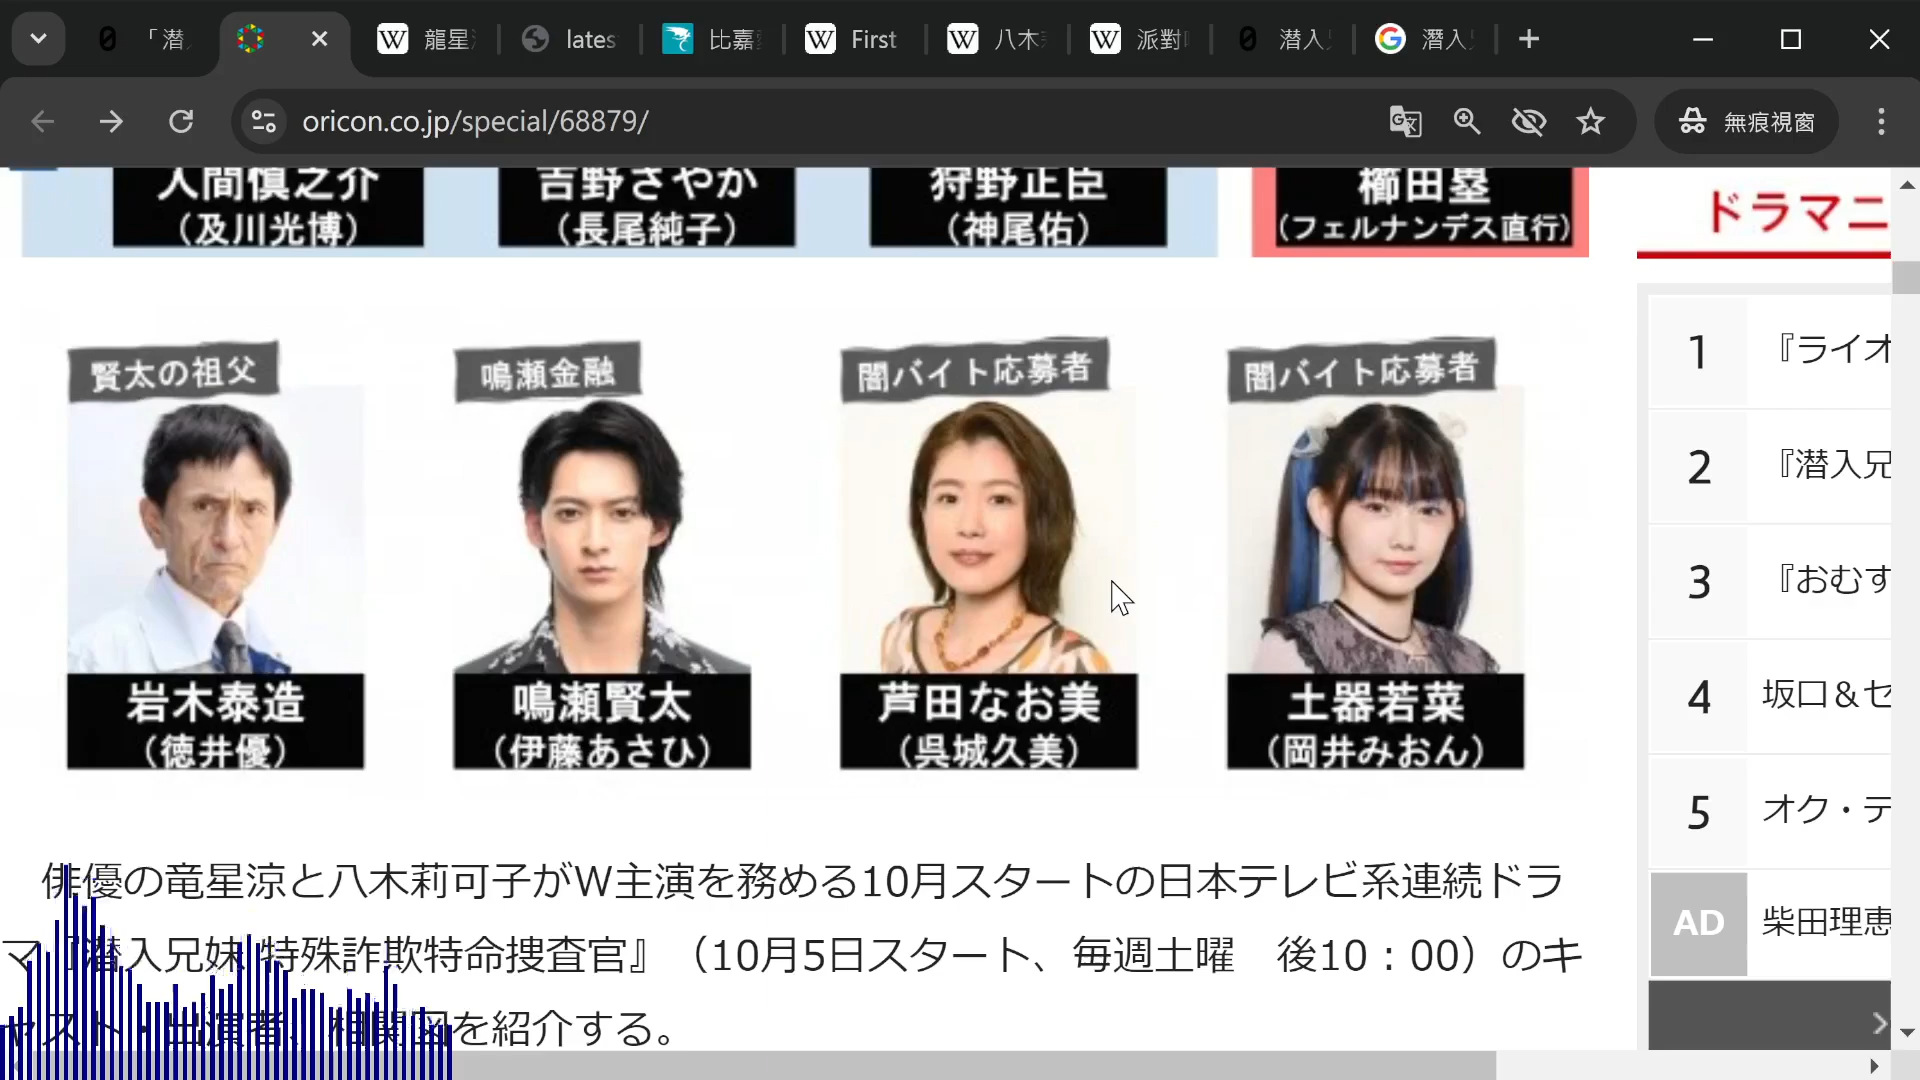 「潜
龍星
lates
比嘉
First
八木
派對
潜入
潛入
oricon.co.jp/special/68879/
無痕視窗
人間慎之介
（及川光博）
吉野さやか
（長尾純子）
狩野正臣
（神尾佑）
櫛田塁
（フェルナンデス直行）
賢太の祖父
岩木泰造
（徳井優）
鳴瀬金融
鳴瀬賢太
（伊藤あさひ）
闇バイト応募者
芦田なお美
（呉城久美）
闇バイト応募者
土器若菜
（岡井みおん）
俳優の竜星涼と八木莉可子がW主演を務める10月スタートの日本テレビ系連続ドラ
マ『潜入兄妹 特殊詐欺特命捜査官』（10月5日スタート、毎週土曜　後10：00）のキ
ャスト・出演者、相関図を紹介する。
ドラマニ
1 『ライオ
2 『潜入兄
3 『おむす
4 坂口＆セ
5 オク・テ
AD 柴田理恵